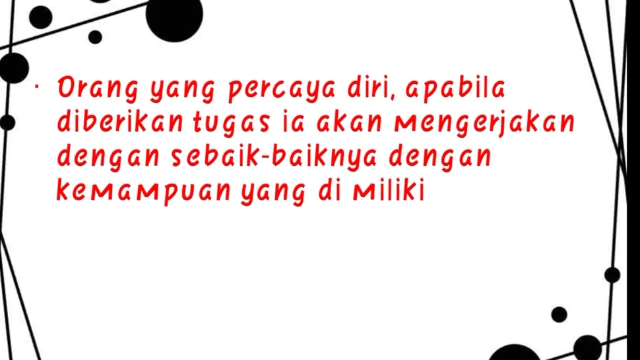 · Orang yang percaya diri, apabila
diberikan tugas ia akan mengerjakan
dengan sebaik-baiknya dengan
kemampuan yang di miliki